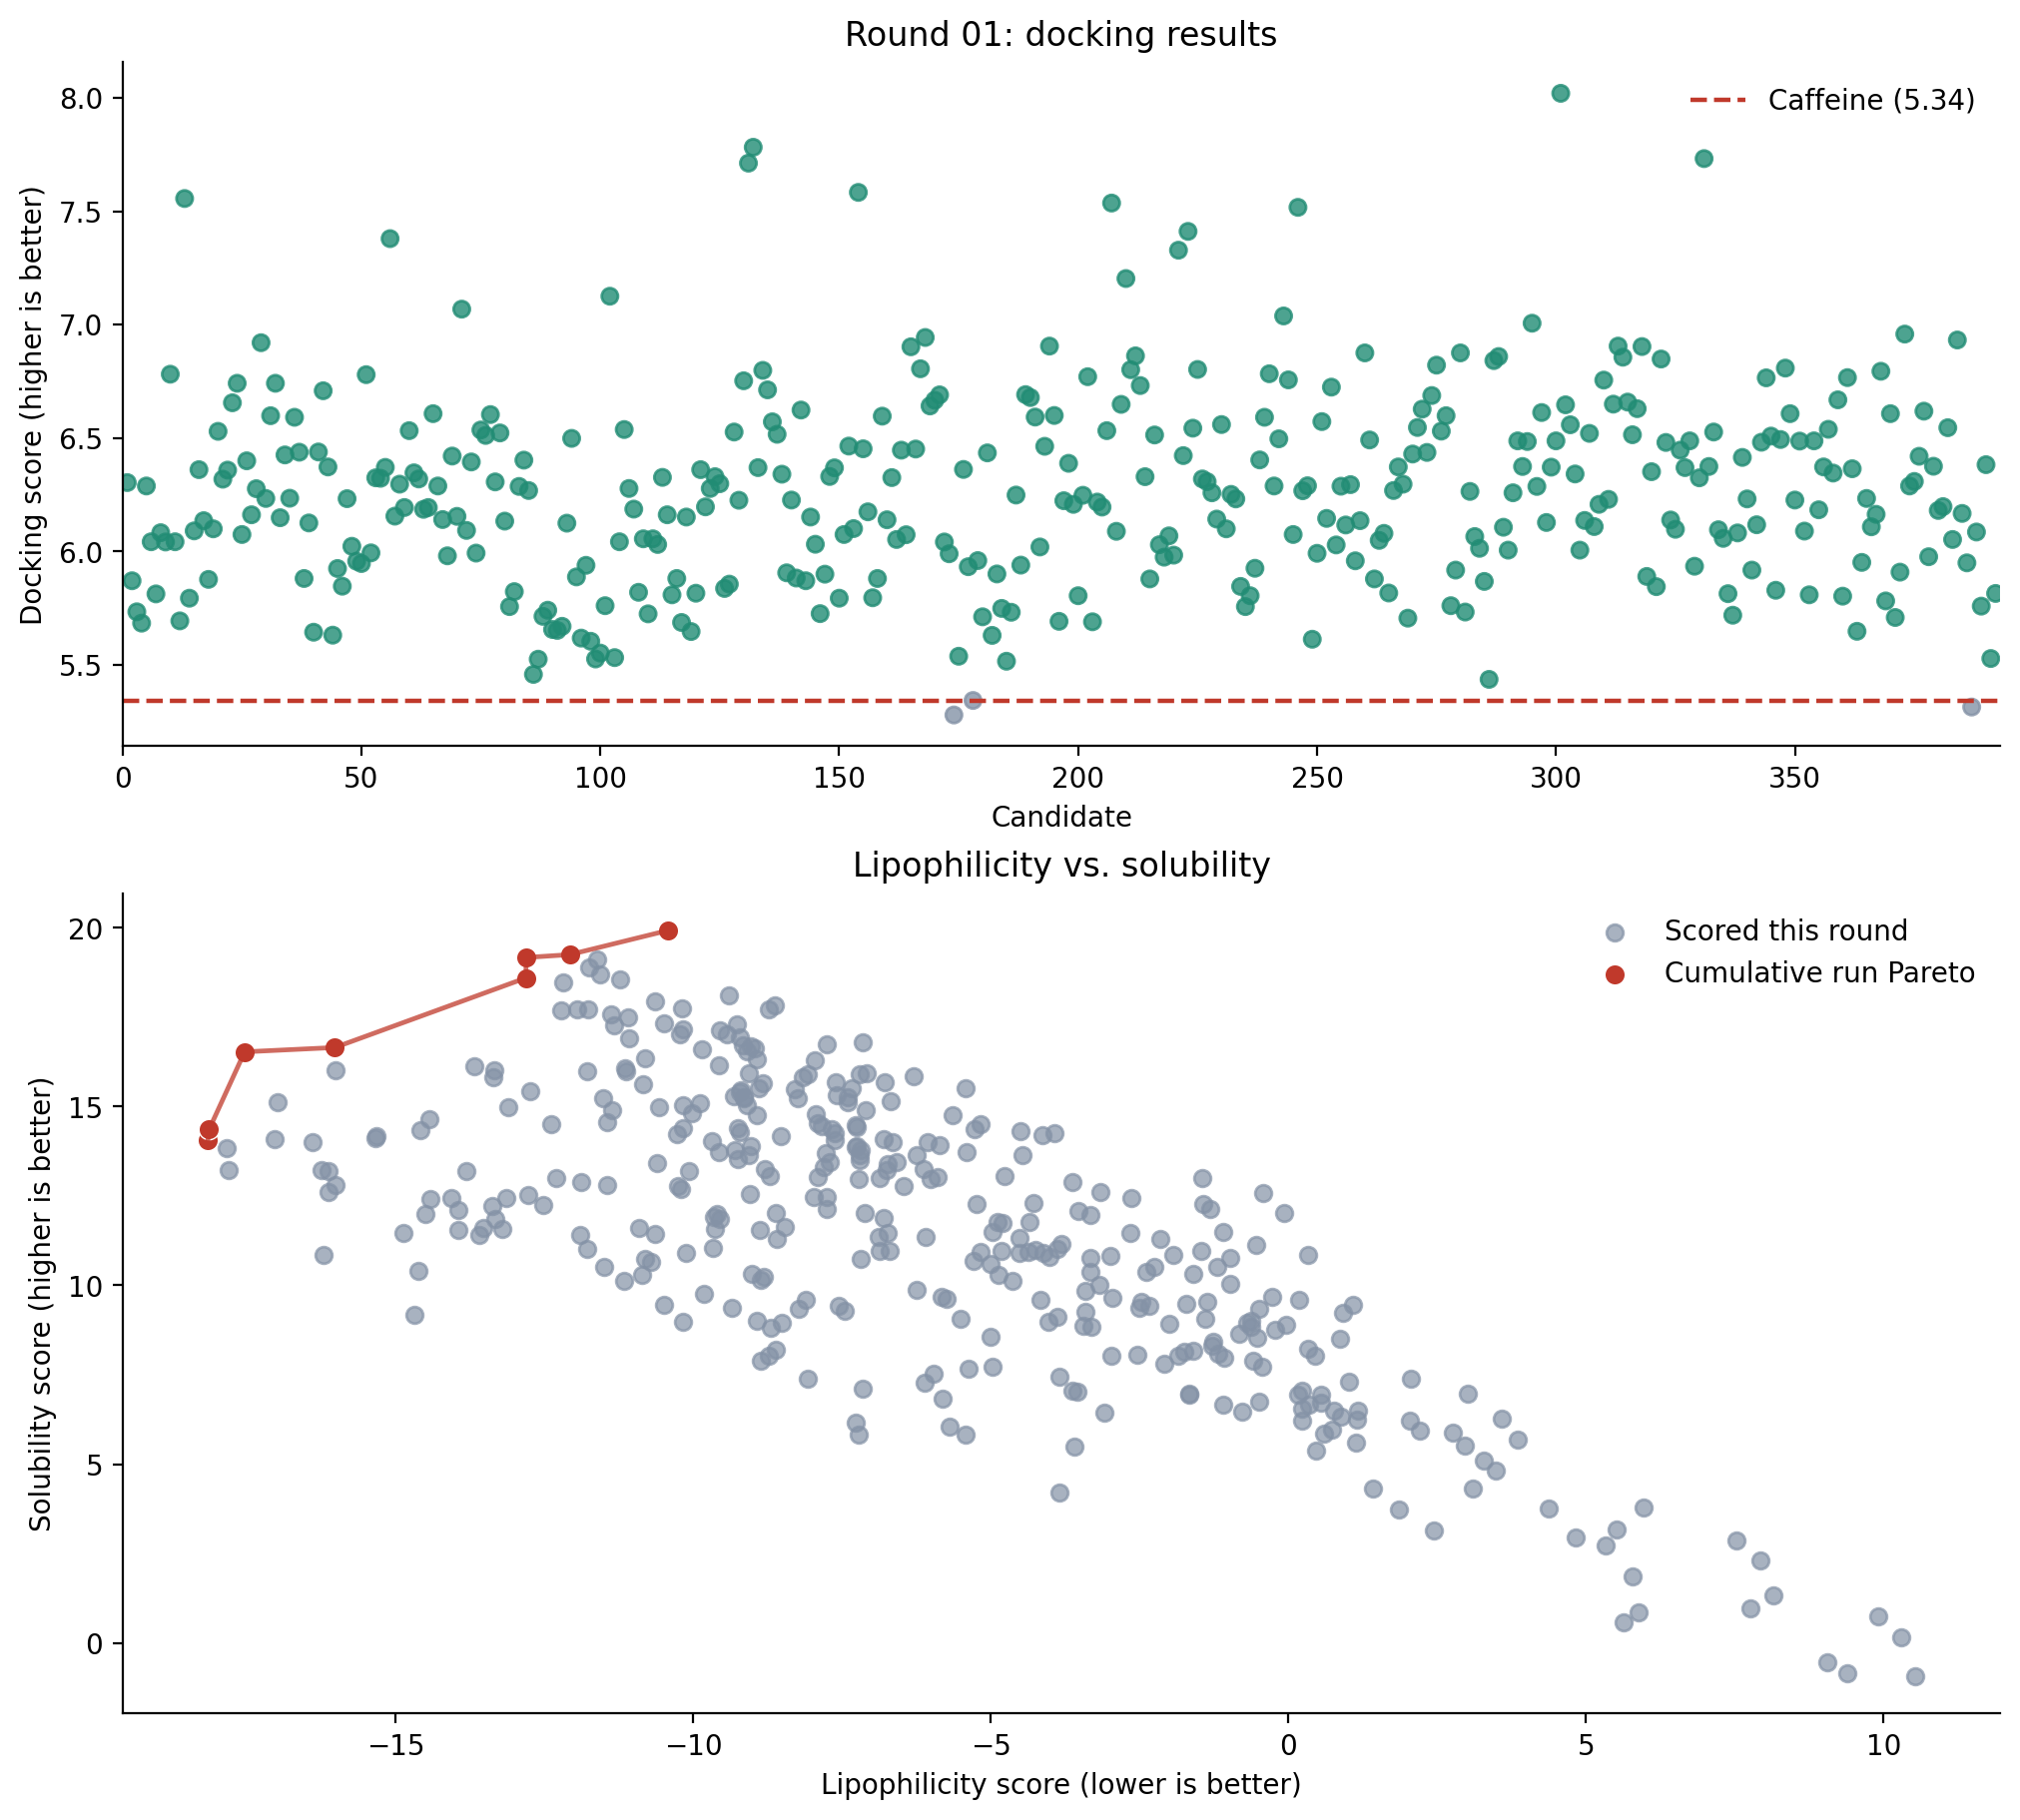 Round 01: docking results
Docking score (higher is better)
8.0
7.5
7.0
6.5
6.0
5.5
Caffeine (5.34)
0 50 100 150 200 250 300 350
Candidate
Lipophilicity vs. solubility
Solubility score (higher is better)
20
15
10
5
0
Scored this round
Cumulative run Pareto
−15 −10 −5 0 5 10
Lipophilicity score (lower is better)